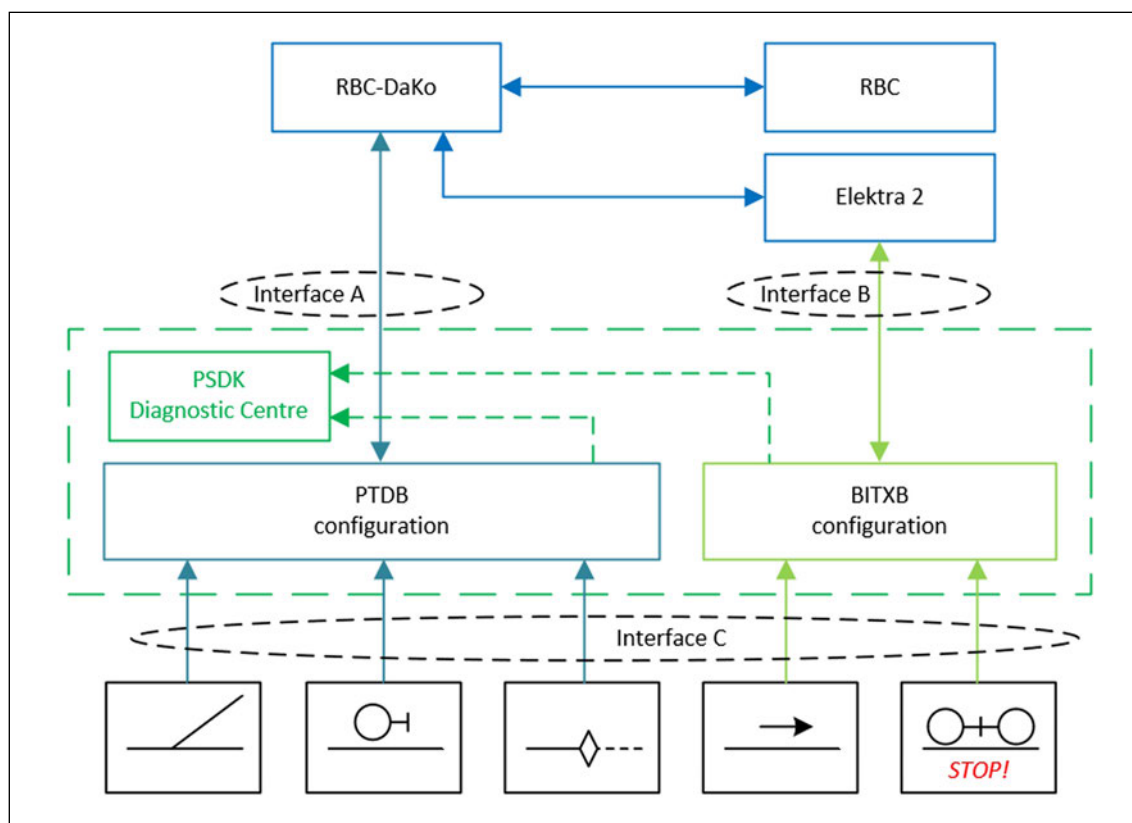 RBC-DaKo
RBC
Elektra 2
Interface A
Interface B
PSDK
Diagnostic Centre
PTDB
configuration
BITXB
configuration
Interface C
STOP!